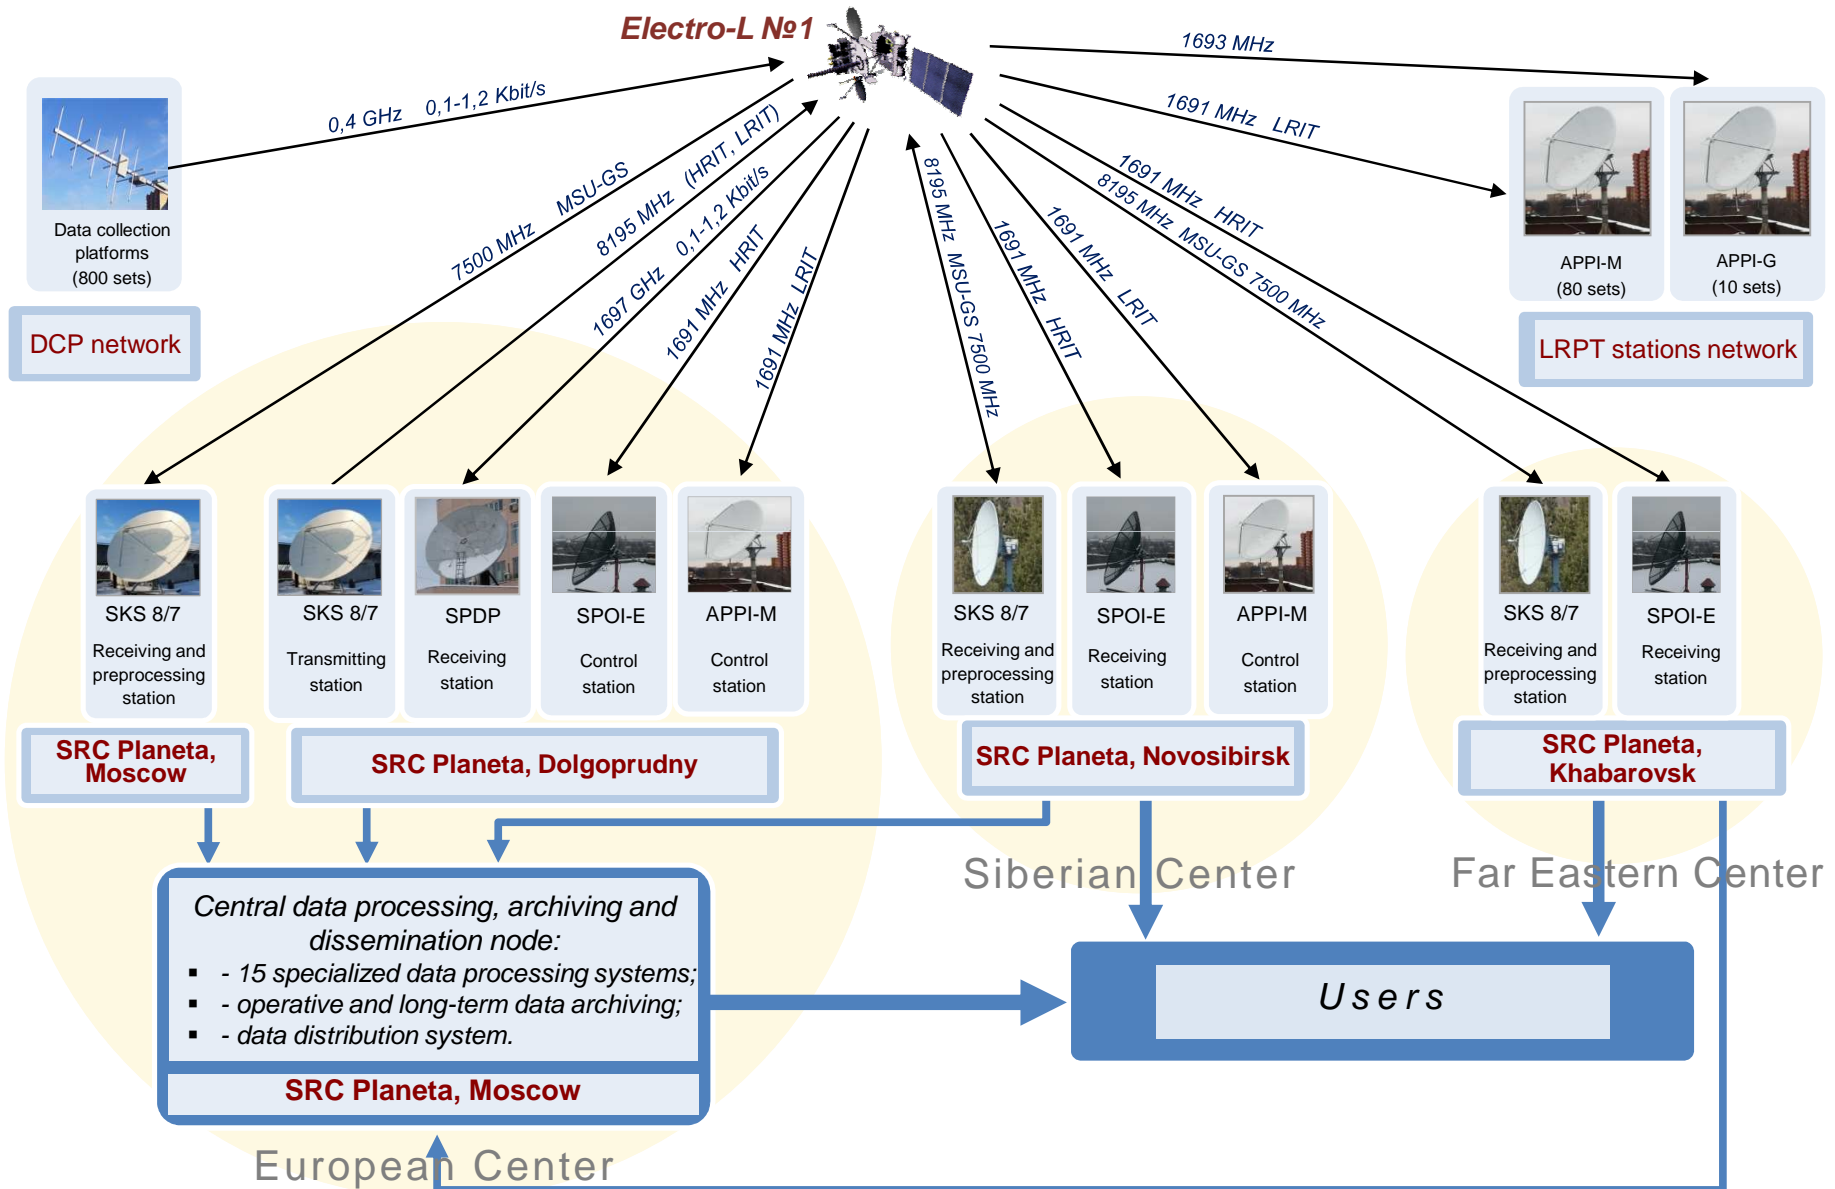 Electro-L №1
1693 MHz
1691 MHz LRIT
0,4 GHz 0,1-1,2 Kbit/s
7500 MHz MSU-GS
8195 MHz (HRIT, LRIT)
1697 GHz 0,1-1,2 Kbit/s
1691 MHz HRIT
1691 MHz LRIT
8195 MHz MSU-GS 7500 MHz
1691 MHz HRIT
1691 MHz LRIT
1691 MHz HRIT
8195 MHz MSU-GS 7500 MHz
Data collection
platforms
(800 sets)
DCP network
APPI-M
(80 sets)
APPI-G
(10 sets)
LRPT stations network
SKS 8/7
Receiving and
preprocessing
station
SKS 8/7
Transmitting
station
SPDP
Receiving
station
SPOI-E
Control
station
APPI-M
Control
station
SKS 8/7
Receiving and
preprocessing
station
SPOI-E
Receiving
station
APPI-M
Control
station
SKS 8/7
Receiving and
preprocessing
station
SPOI-E
Receiving
station
SRC Planeta,
Moscow
SRC Planeta, Dolgoprudny
SRC Planeta, Novosibirsk
SRC Planeta,
Khabarovsk
Siberian Center
Far Eastern Center
Central data processing, archiving and
dissemination node:
▪ - 15 specialized data processing systems;
▪ - operative and long-term data archiving;
▪ - data distribution system.
SRC Planeta, Moscow
Users
European Center